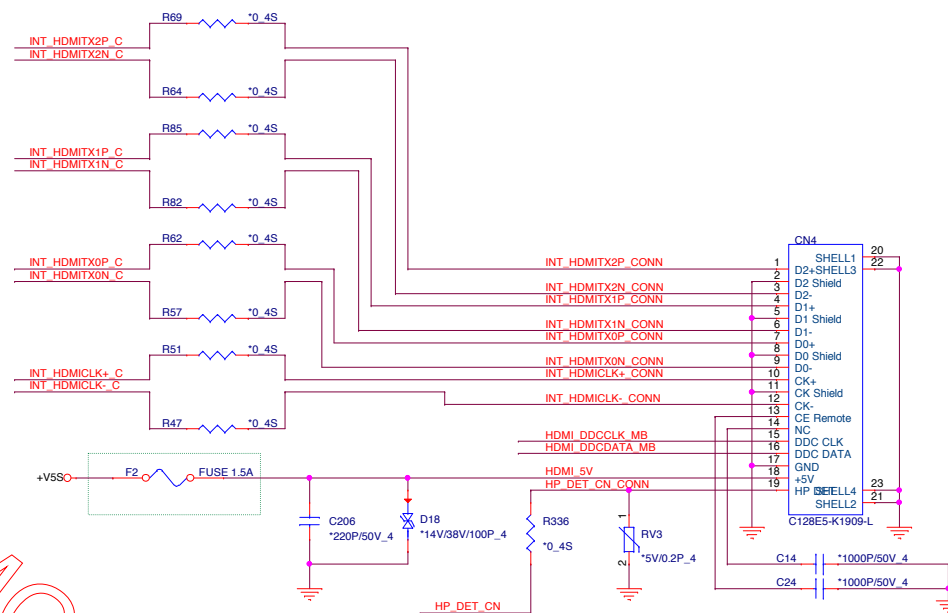 R69 *0_4S
INT_HDMITX2P_C
INT_HDMITX2N_C
R64 *0_4S
R85 *0_4S
INT_HDMITX1P_C
INT_HDMITX1N_C
R82 *0_4S
R62 *0_4S
INT_HDMITX0P_C
INT_HDMITX0N_C
R57 *0_4S
R51 *0_4S
INT_HDMICLK+_C
INT_HDMICLK-_C
R47 *0_4S
CN4
SHELL1 20
INT_HDMITX2P_CONN 1 D2+ SHELL3 22
2 D2 Shield
INT_HDMITX2N_CONN 3 D2-
INT_HDMITX1P_CONN 4 D1+
5 D1 Shield
INT_HDMITX1N_CONN 6 D1-
INT_HDMITX0P_CONN 7 D0+
8 D0 Shield
INT_HDMITX0N_CONN 9 D0-
INT_HDMICLK+_CONN 10 CK+
11 CK Shield
INT_HDMICLK-_CONN 12 CK-
13 CE Remote
14 NC
HDMI_DDCCLK_MB 15 DDC CLK
HDMI_DDCDATA_MB 16 DDC DATA
17 GND
+V5S F2 FUSE 1.5A HDMI_5V 18 +5V
HP_DET_CN_CONN 19 HP DET SHELL4 23
SHELL2 21
C128E5-K1909-L
C206
*220P/50V_4
D18
*14V/38V/100P_4
R336
*0_4S
1
RV3
*5V/0.2P_4
2
C14 *1000P/50V_4
C24 *1000P/50V_4
HP_DET_CN